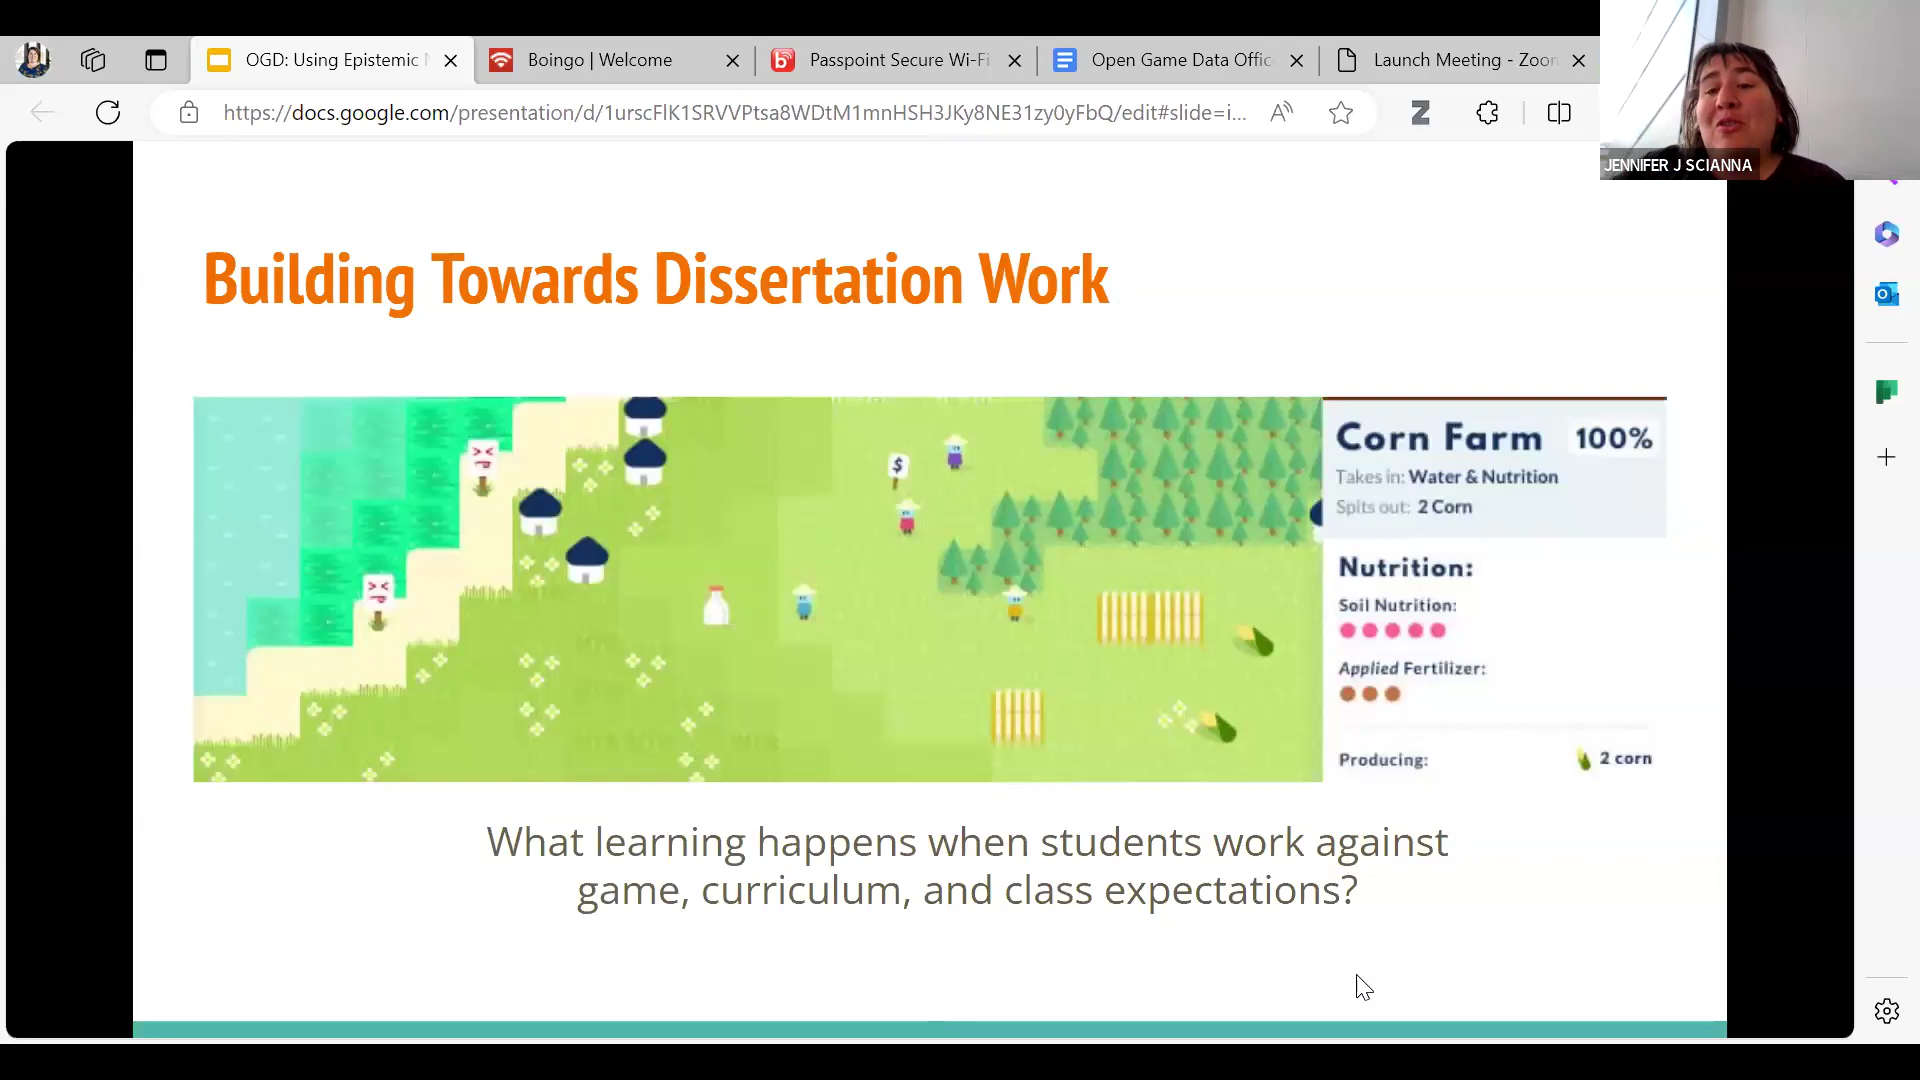 OGD: Using Epistemic
Boingo | Welcome
Passpoint Secure Wi-Fi
Open Game Data Offic
Launch Meeting - Zoom
https://docs.google.com/presentation/d/1urscFlK1SRVVPtsa8WDtM1mnHSH3JKy8NE31zy0yFbQ/edit#slide=i...
JENNIFER J SCIANNA
Building Towards Dissertation Work
$
Corn Farm 100%
Takes in: Water & Nutrition
Spits out: 2 Corn
Nutrition:
Soil Nutrition:
Applied Fertilizer:
Producing: 2 corn
What learning happens when students work against
game, curriculum, and class expectations?